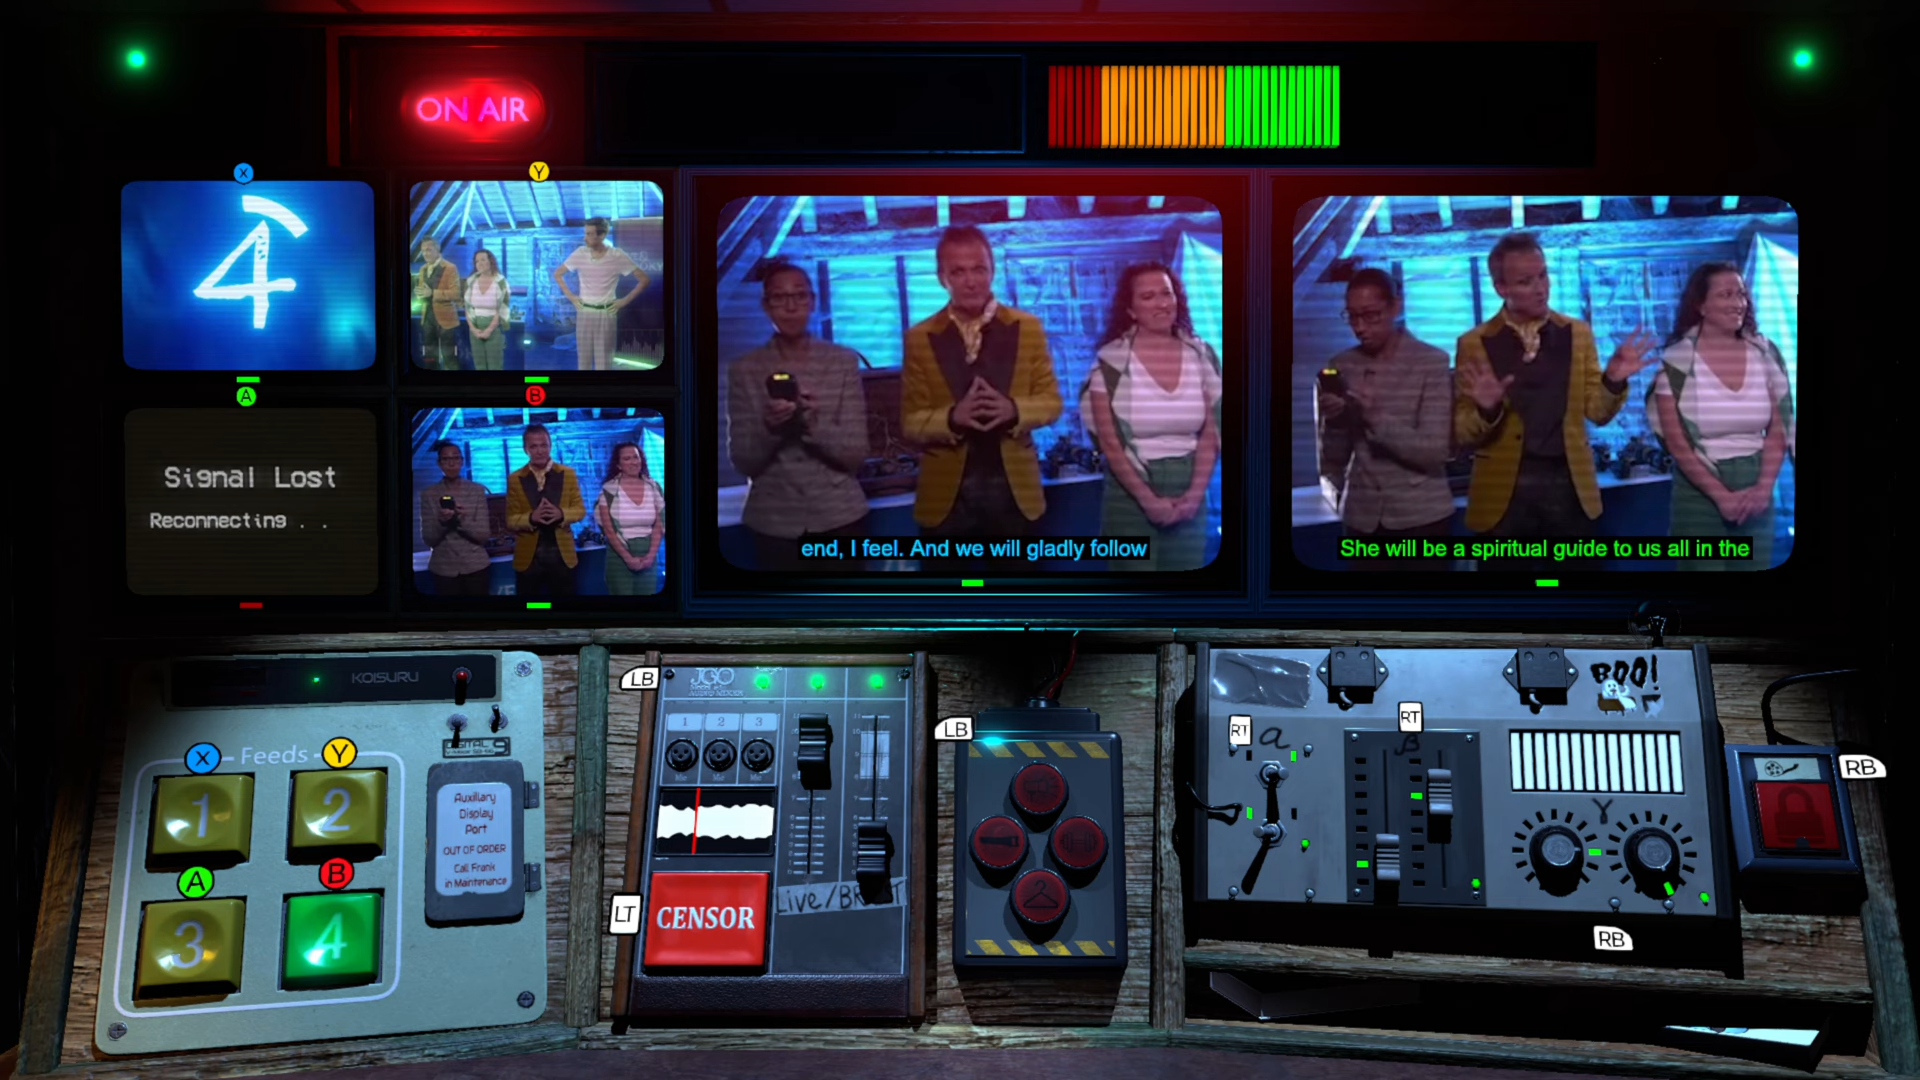 ON AIR
X
Y
4
A
B
Signal Lost
Reconnecting . .
end, I feel. And we will gladly follow
She will be a spiritual guide to us all in the
KOISURU
X
Feeds
Y
1
2
A
B
3
4
Auxillary
Display
Port
OUT OF ORDER
Call Frank
in Maintenance
LB
JGO
1
2
3
LT
CENSOR
Live/BR
LB
BOO!
RT
a
RT
β
γ
RB
RB